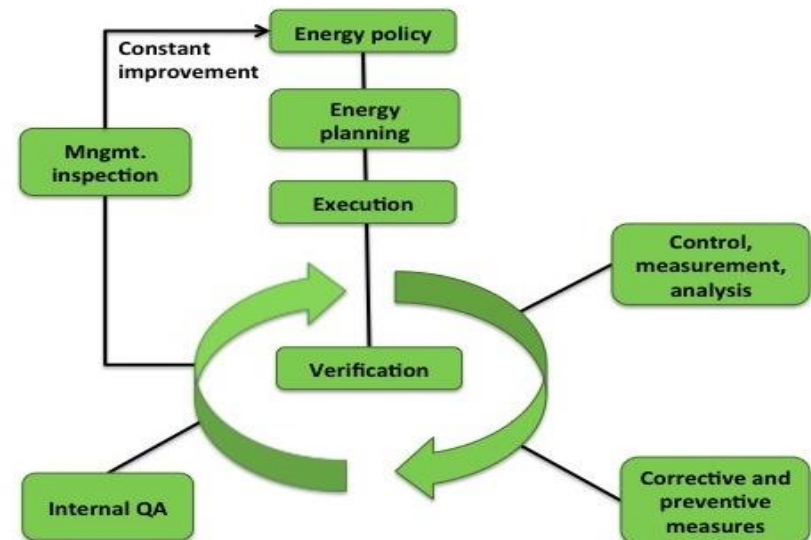 Energy policy
Constant
improvement
Energy
planning
Mngmt.
inspection
Execution
Control,
measurement,
analysis
Verification
Internal QA
Corrective and
preventive
measures